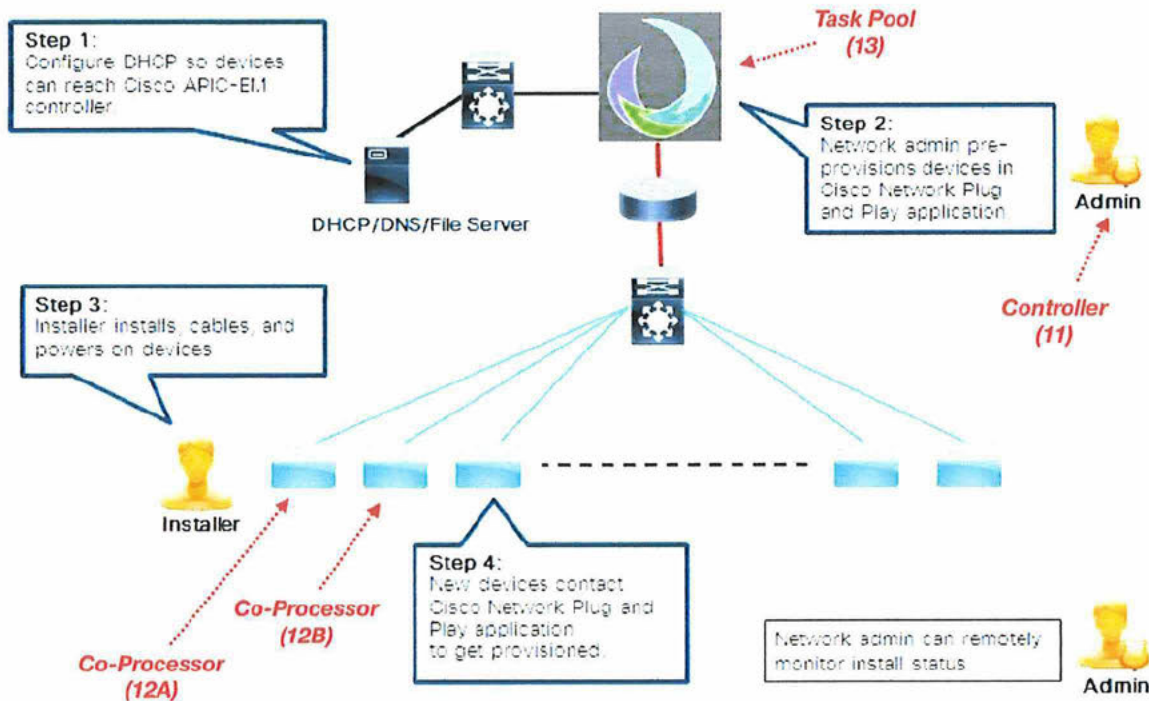 Step 1:
Configure DHCP so devices
can reach Cisco APIC-EI.1
controller.
Task Pool
(13)
Step 2:
Network admin pre-
provisions devices in
Cisco Network Plug
and Play application.
Admin
DHCP/DNS/File Server
Controller
(11)
Step 3:
Installer installs, cables, and
powers on devices
Installer
Step 4:
New devices contact
Cisco Network Plug and
Play application
to get provisioned.
Co-Processor
(12B)
Co-Processor
(12A)
Network admin can remotely
monitor install status
Admin